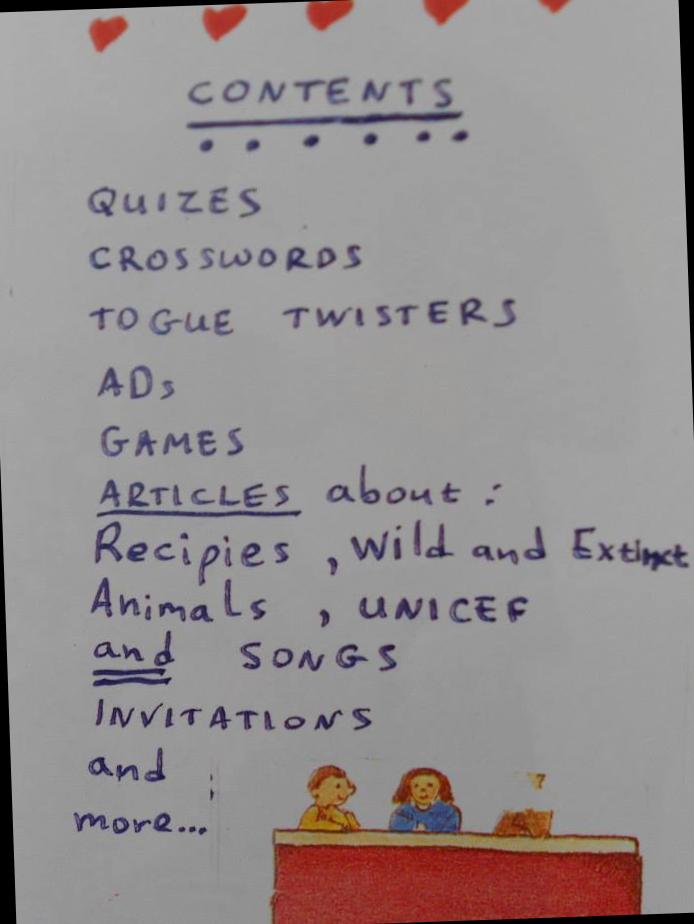 CONTENTS
QUIZES
CROSSWORDS
TOGUE TWISTERS
ADs
GAMES
ARTICLES about :
Recipies , Wild and Extinct
Animals , UNICEF
and SONGS
INVITATIONS
and
more...